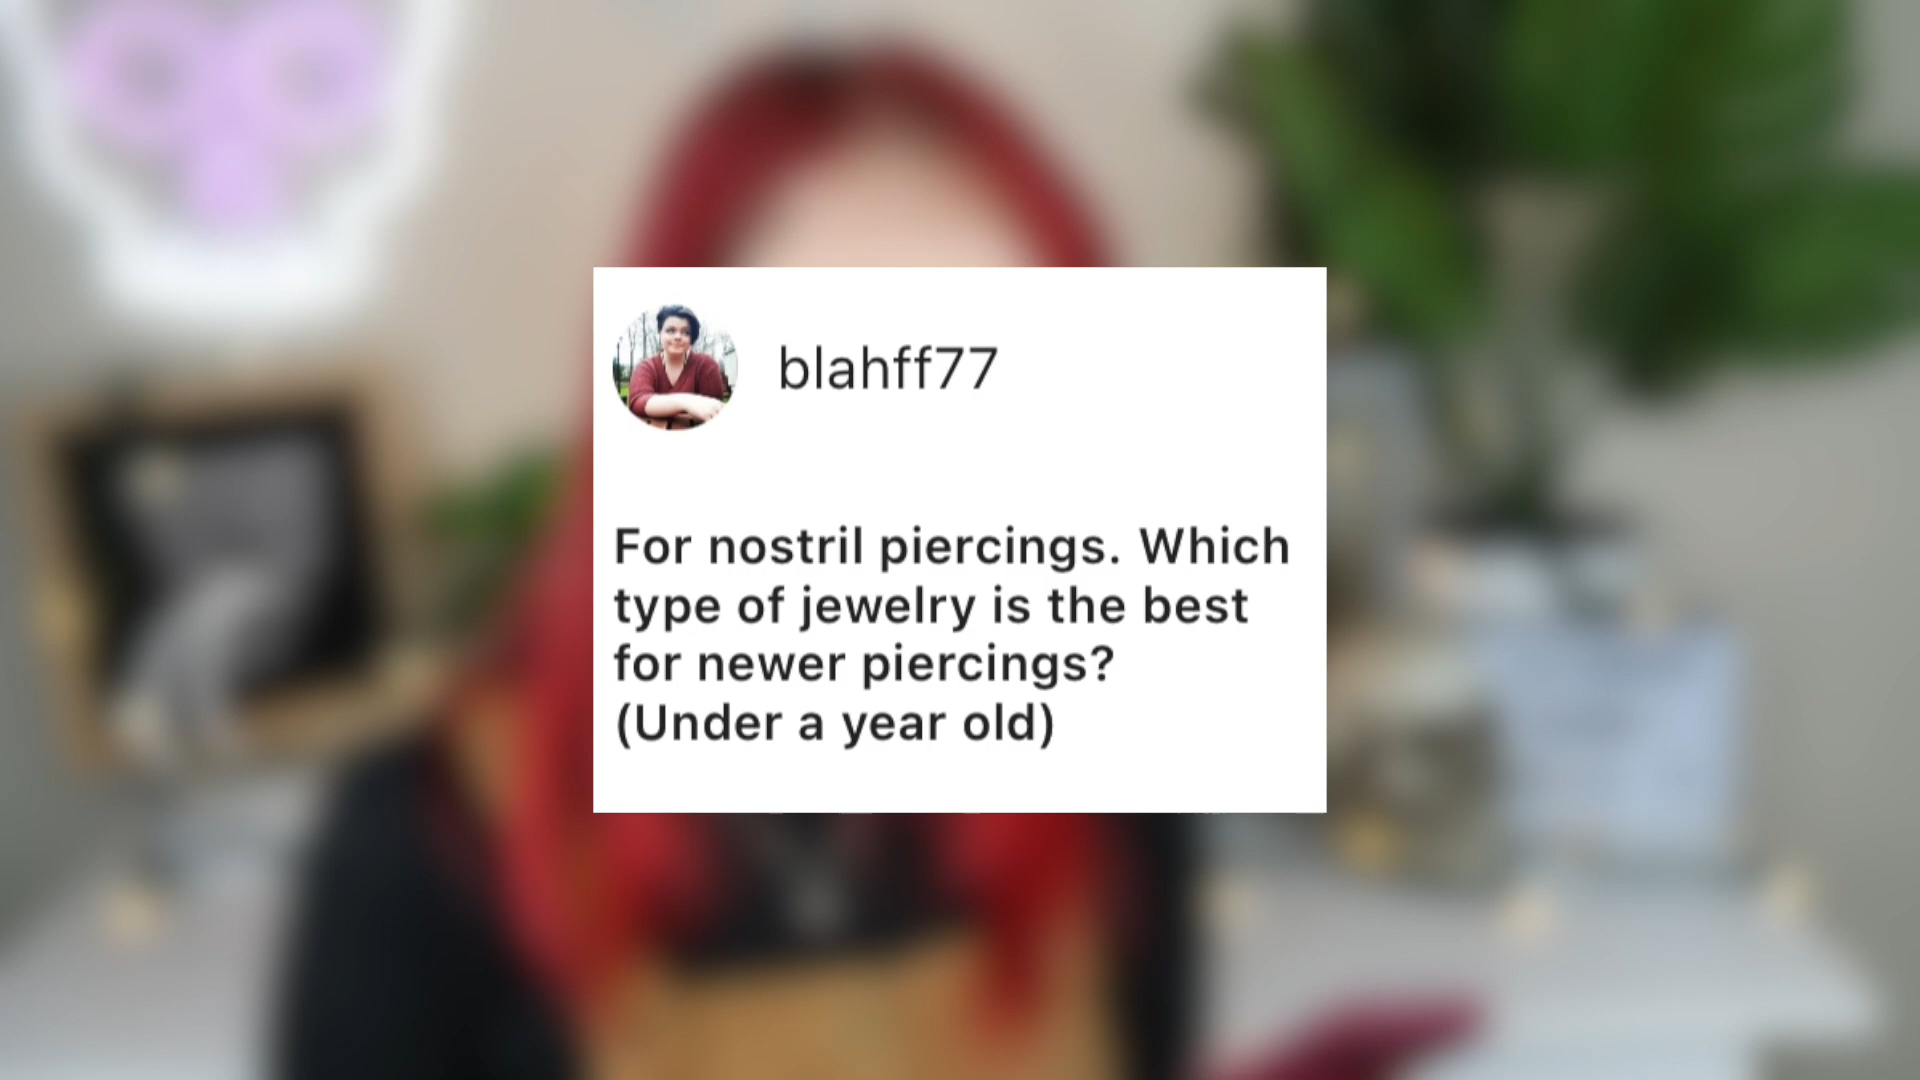 blahff77
For nostril piercings. Which
type of jewelry is the best
for newer piercings?
(Under a year old)